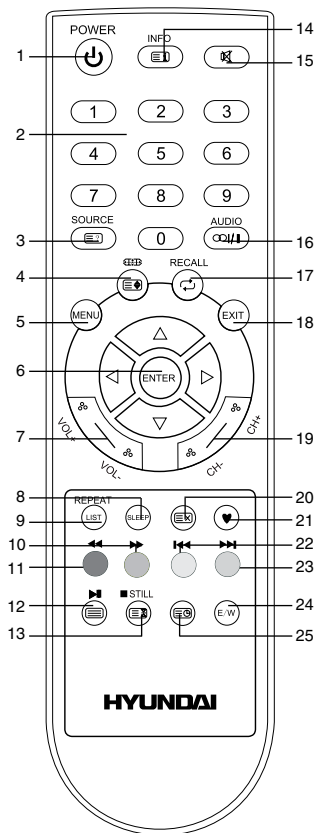 POWER
INFO
14
1
15
1 2 3
2
4 5 6
7 8 9
SOURCE
AUDIO
0
3
16
RECALL
4
17
MENU
EXIT
5
18
6
ENTER
VOL+
CH+
7
19
VOL-
CH-
8
20
REPEAT
LIST
SLEEP
9
21
10
22
11
23
12
■ STILL
24
E/W
13
25
HYUNDAI